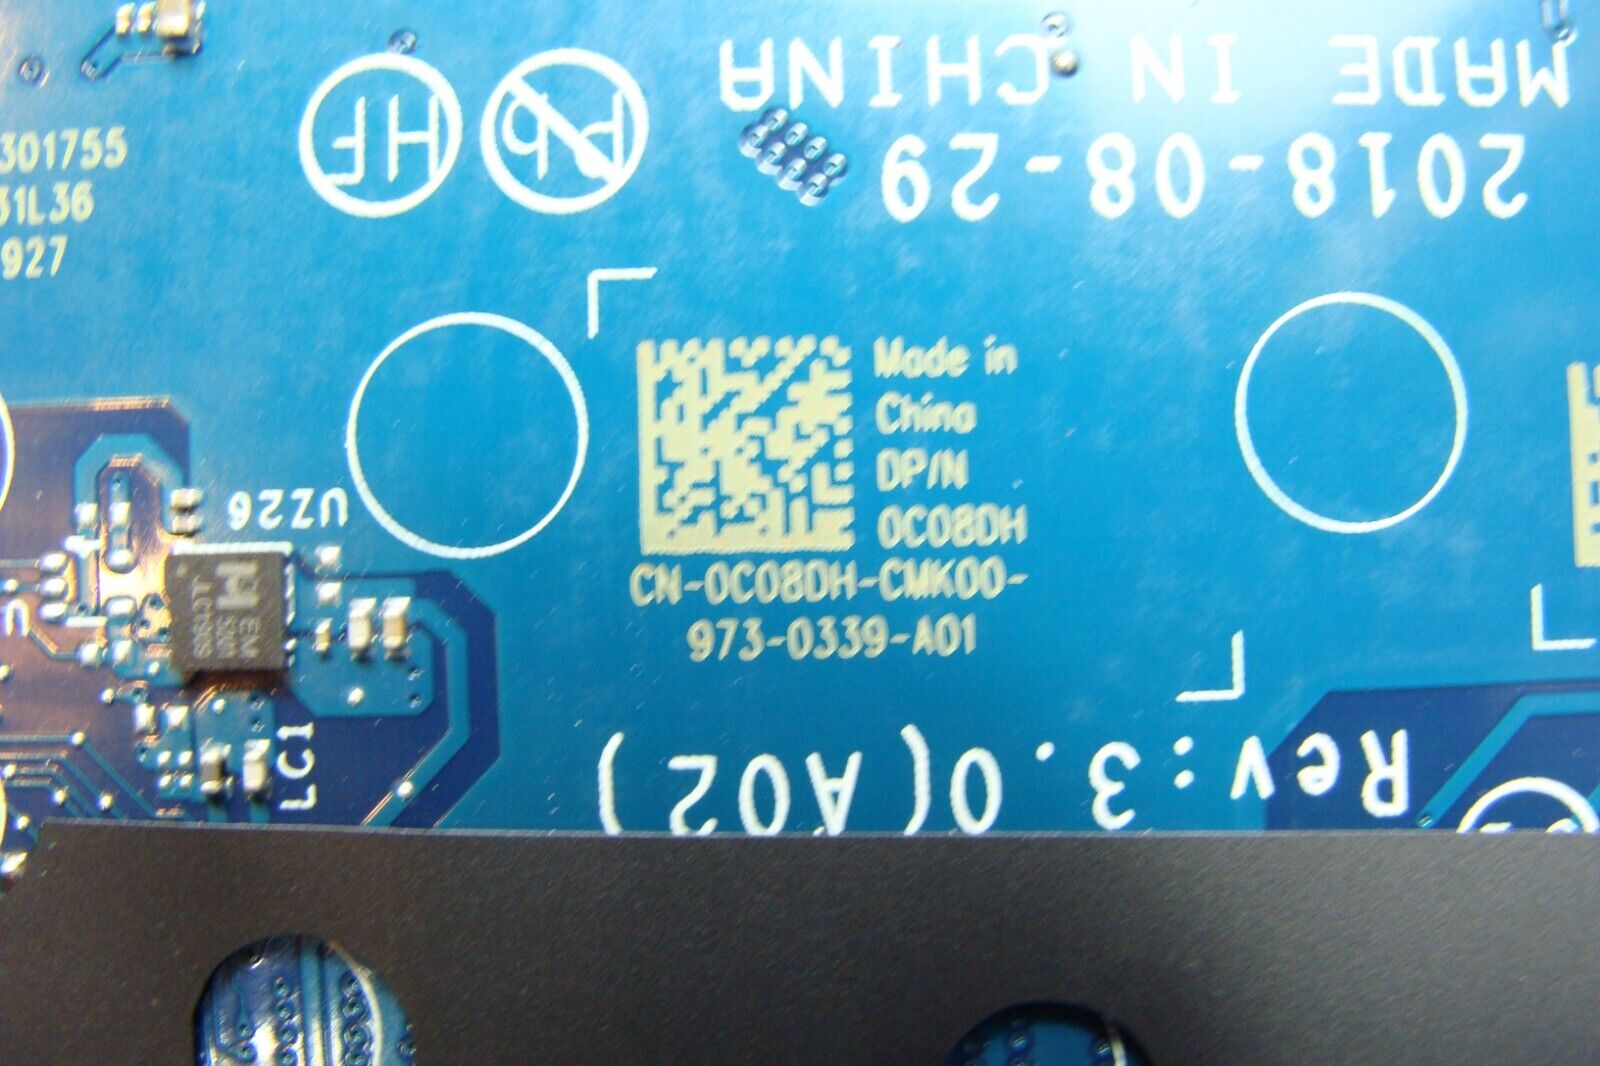 MADE IN CHINA
2018-08-29
Pb
HF
301755
31L36
927
Made in
China
DP/N
0C08DH
CN-0C08DH-CMK00-
973-0339-A01
UZ26
LC1
Rev:3.0(A02)